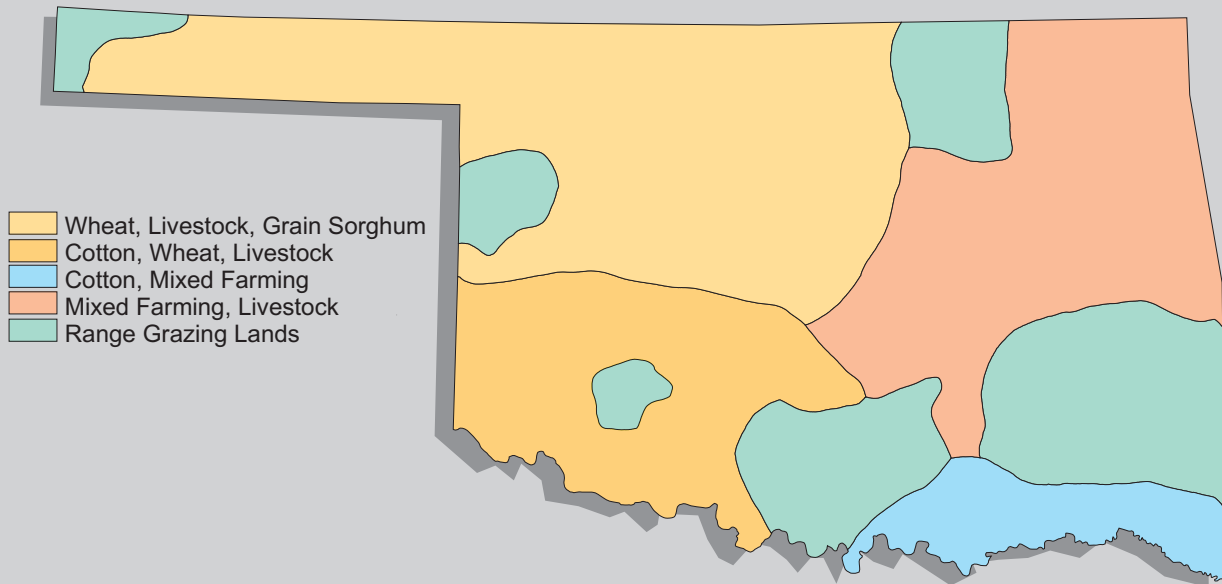 Wheat, Livestock, Grain Sorghum
Cotton, Wheat, Livestock
Cotton, Mixed Farming
Mixed Farming, Livestock
Range Grazing Lands